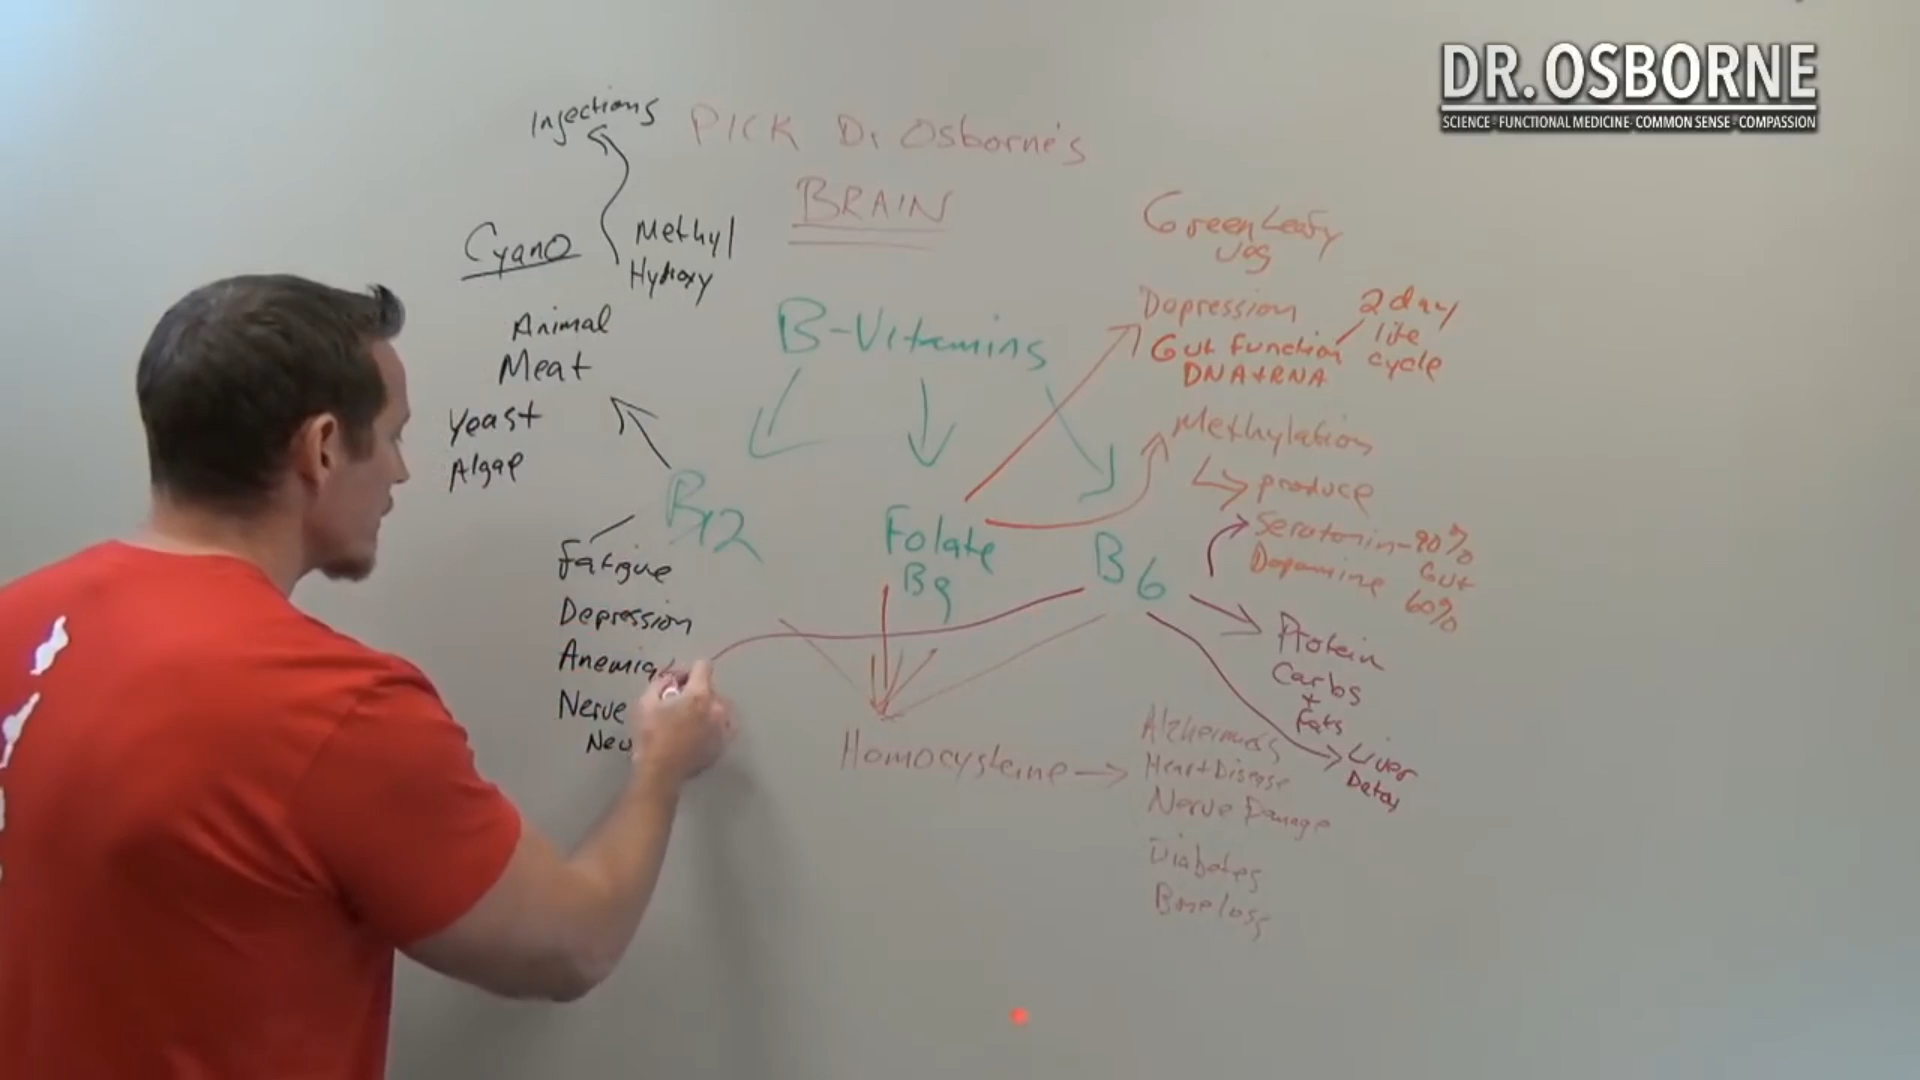 DR. OSBORNE
SCIENCE - FUNCTIONAL MEDICINE - COMMON SENSE - COMPASSION
PICK Dr Osborne's
BRAIN
Injections
Cyano
Methyl
Hydroxy
Animal
Meat
Yeast
Algae
B-Vitamins
B12
Fatigue
Depression
Anemia
Nerve
Folate
B9
B6
Green Leafy
Veg
Depression
Gut Function
DNA+RNA
2 day
life
cycle
Methylation
produce
Seratonin-90%
Gut
Dopamine
60%
Protein
Carbs
+
Fats
Liver
Detox
Homocysteine
Alzheimers
Heart Disease
Nerve Damage
Diabetes
Bone loss